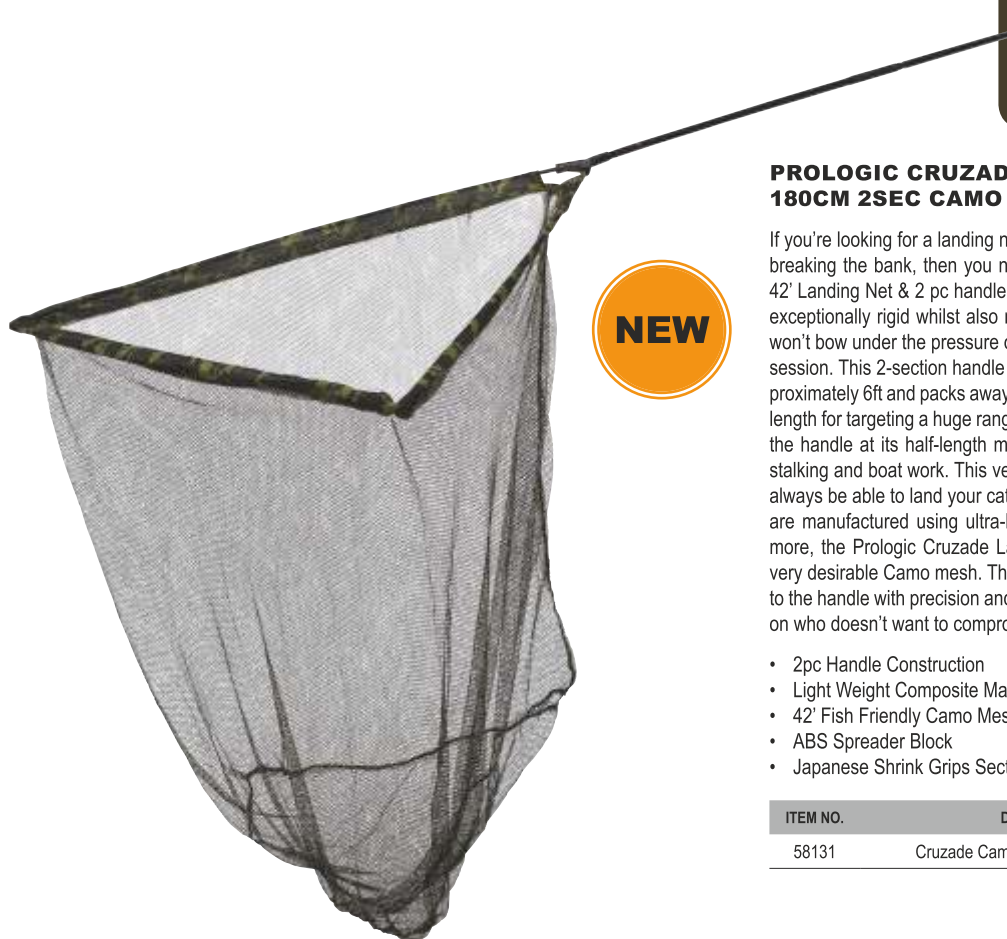 PROLOGIC CRUZAD
180CM 2SEC CAMO
If you’re looking for a landing n
breaking the bank, then you n
42’ Landing Net & 2 pc handle
exceptionally rigid whilst also
won’t bow under the pressure
session. This 2-section handle
proximately 6ft and packs away
length for targeting a huge rang
the handle at its half-length m
stalking and boat work. This ve
always be able to land your cat
are manufactured using ultra-
more, the Prologic Cruzade La
very desirable Camo mesh. Th
to the handle with precision and
on who doesn’t want to compro
NEW
• 2pc Handle Construction
• Light Weight Composite Ma
• 42’ Fish Friendly Camo Mes
• ABS Spreader Block
• Japanese Shrink Grips Sect
ITEM NO. D
58131 Cruzade Cam